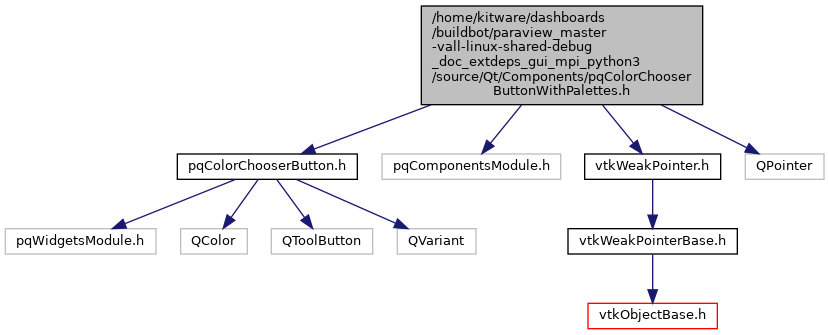 /home/kitware/dashboards
/buildbot/paraview_master
-vall-linux-shared-debug
_doc_extdeps_gui_mpi_python3
/source/Qt/Components/pqColorChooser
ButtonWithPalettes.h
pqColorChooserButton.h
pqComponentsModule.h
vtkWeakPointer.h
QPointer
pqWidgetsModule.h
QColor
QToolButton
QVariant
vtkWeakPointerBase.h
vtkObjectBase.h